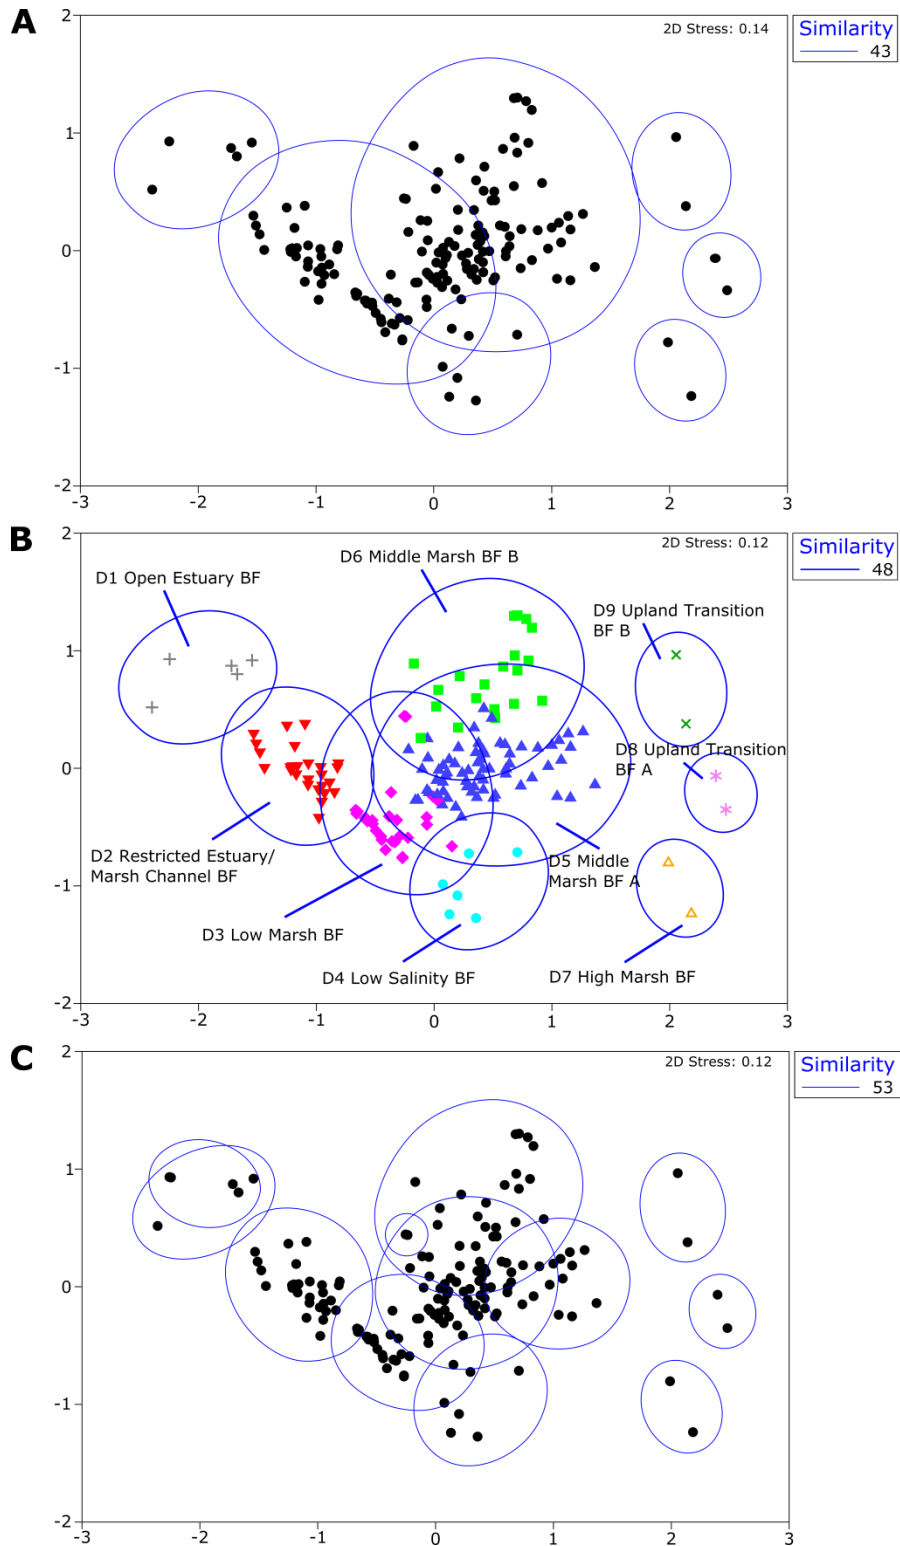 A
2D Stress: 0.14
Similarity
43
2
1
0
-1
-2
-3
-2
-1
0
1
2
3
B
2D Stress: 0.12
Similarity
48
D6 Middle Marsh BF B
D1 Open Estuary BF
D9 Upland Transition
BF B
D8 Upland Transition
BF A
D2 Restricted Estuary/
Marsh Channel BF
D5 Middle
Marsh BF A
D3 Low Marsh BF
D4 Low Salinity BF
D7 High Marsh BF
2
1
0
-1
-2
-3
-2
-1
0
1
2
3
C
2D Stress: 0.12
Similarity
53
2
1
0
-1
-2
-3
-2
-1
0
1
2
3